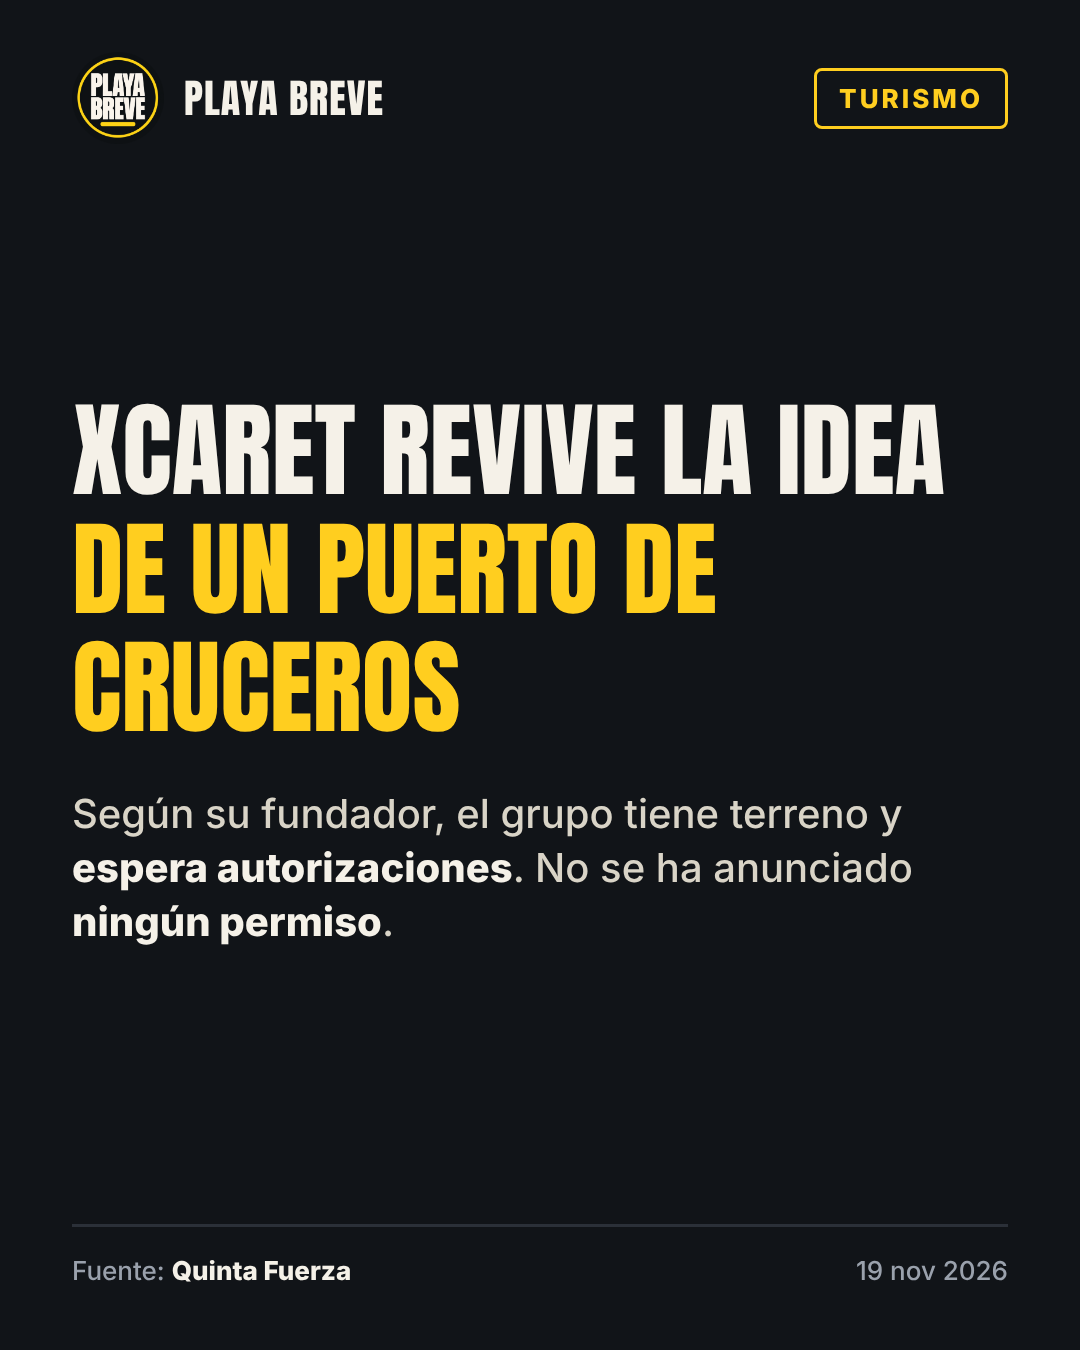 PLAYA
BREVE
PLAYA BREVE
TURISMO
XCARET REVIVE LA IDEA
DE UN PUERTO DE
CRUCEROS
Según su fundador, el grupo tiene terreno y
espera autorizaciones. No se ha anunciado
ningún permiso.
Fuente: Quinta Fuerza
19 nov 2026